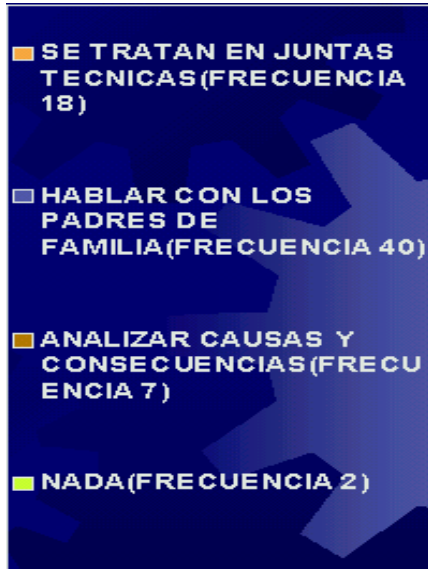 SE TRATAN EN JUNTAS
TECNICAS(FRECUENCIA
18)
HABLAR CON LOS
PADRES DE
FAMILIA(FRECUENCIA 40)
ANALIZAR CAUSAS Y
CONSECUENCIAS(FRECU
ENCIA 7)
NADA(FRECUENCIA 2)